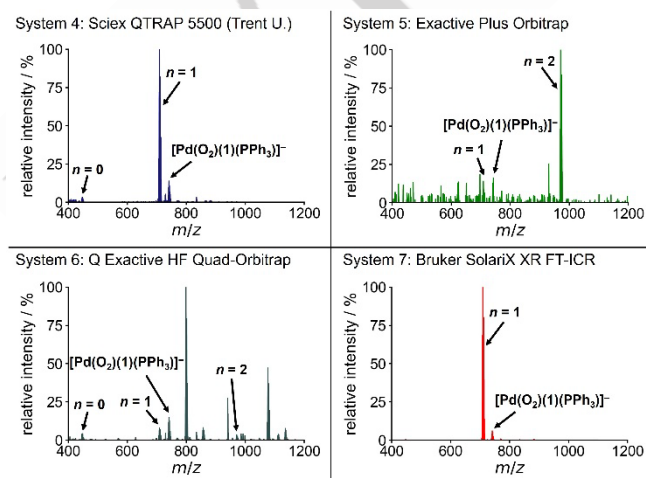 System 4: Sciex QTRAP 5500 (Trent U.)
relative intensity / %
100
75
50
25
0
n = 1
[Pd(O₂)(1)(PPh₃)]⁻
n = 0
400 600 800 1000 1200
m/z
System 5: Exactive Plus Orbitrap
relative intensity / %
100
75
50
25
0
n = 2
[Pd(O₂)(1)(PPh₃)]⁻
n = 1
400 600 800 1000 1200
m/z
System 6: Q Exactive HF Quad-Orbitrap
relative intensity / %
100
75
50
25
0
[Pd(O₂)(1)(PPh₃)]⁻
n = 2
n = 0
n = 1
400 600 800 1000 1200
m/z
System 7: Bruker SolariX XR FT-ICR
relative intensity / %
100
75
50
25
0
n = 1
[Pd(O₂)(1)(PPh₃)]⁻
400 600 800 1000 1200
m/z